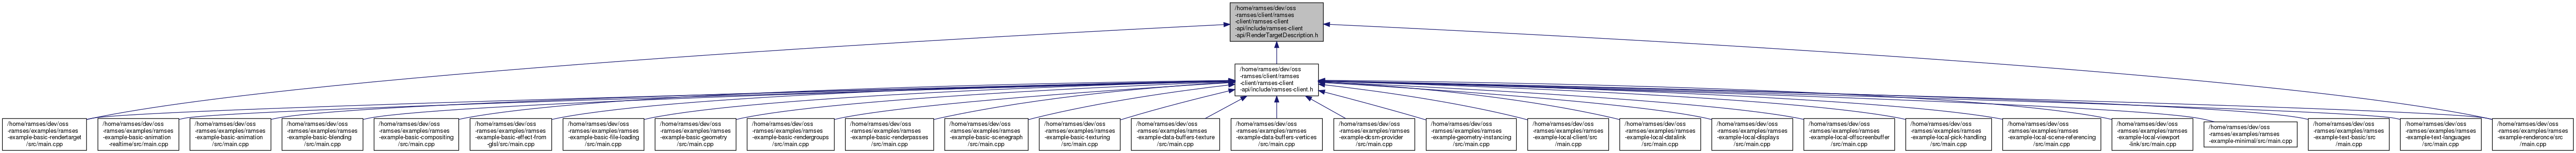 /home/ramses/dev/oss
-ramses/client/ramses
-client/ramses-client
-api/include/ramses-client
-api/RenderTargetDescription.h
/home/ramses/dev/oss
-ramses/client/ramses
-client/ramses-client
-api/include/ramses-client.h
/home/ramses/dev/oss
-ramses/examples/ramses
-example-basic-rendertarget
/src/main.cpp
/home/ramses/dev/oss
-ramses/examples/ramses
-example-basic-animation
-realtime/src/main.cpp
/home/ramses/dev/oss
-ramses/examples/ramses
-example-basic-animation
/src/main.cpp
/home/ramses/dev/oss
-ramses/examples/ramses
-example-basic-blending
/src/main.cpp
/home/ramses/dev/oss
-ramses/examples/ramses
-example-basic-compositing
/src/main.cpp
/home/ramses/dev/oss
-ramses/examples/ramses
-example-basic-effect-from
-glsl/src/main.cpp
/home/ramses/dev/oss
-ramses/examples/ramses
-example-basic-file-loading
/src/main.cpp
/home/ramses/dev/oss
-ramses/examples/ramses
-example-basic-geometry
/src/main.cpp
/home/ramses/dev/oss
-ramses/examples/ramses
-example-basic-rendergroups
/src/main.cpp
/home/ramses/dev/oss
-ramses/examples/ramses
-example-basic-renderpasses
/src/main.cpp
/home/ramses/dev/oss
-ramses/examples/ramses
-example-basic-scenegraph
/src/main.cpp
/home/ramses/dev/oss
-ramses/examples/ramses
-example-basic-texturing
/src/main.cpp
/home/ramses/dev/oss
-ramses/examples/ramses
-example-data-buffers-texture
/src/main.cpp
/home/ramses/dev/oss
-ramses/examples/ramses
-example-data-buffers-vertices
/src/main.cpp
/home/ramses/dev/oss
-ramses/examples/ramses
-example-dcsm-provider
/src/main.cpp
/home/ramses/dev/oss
-ramses/examples/ramses
-example-geometry-instancing
/src/main.cpp
/home/ramses/dev/oss
-ramses/examples/ramses
-example-local-client/src
/main.cpp
/home/ramses/dev/oss
-ramses/examples/ramses
-example-local-datalink
/src/main.cpp
/home/ramses/dev/oss
-ramses/examples/ramses
-example-local-displays
/src/main.cpp
/home/ramses/dev/oss
-ramses/examples/ramses
-example-local-offscreenbuffer
/src/main.cpp
/home/ramses/dev/oss
-ramses/examples/ramses
-example-local-pick-handling
/src/main.cpp
/home/ramses/dev/oss
-ramses/examples/ramses
-example-local-scene-referencing
/src/main.cpp
/home/ramses/dev/oss
-ramses/examples/ramses
-example-local-viewport
-link/src/main.cpp
/home/ramses/dev/oss
-ramses/examples/ramses
-example-minimal/src/main.cpp
/home/ramses/dev/oss
-ramses/examples/ramses
-example-text-basic/src
/main.cpp
/home/ramses/dev/oss
-ramses/examples/ramses
-example-text-languages
/src/main.cpp
/home/ramses/dev/oss
-ramses/examples/ramses
-example-renderonce/src
/main.cpp